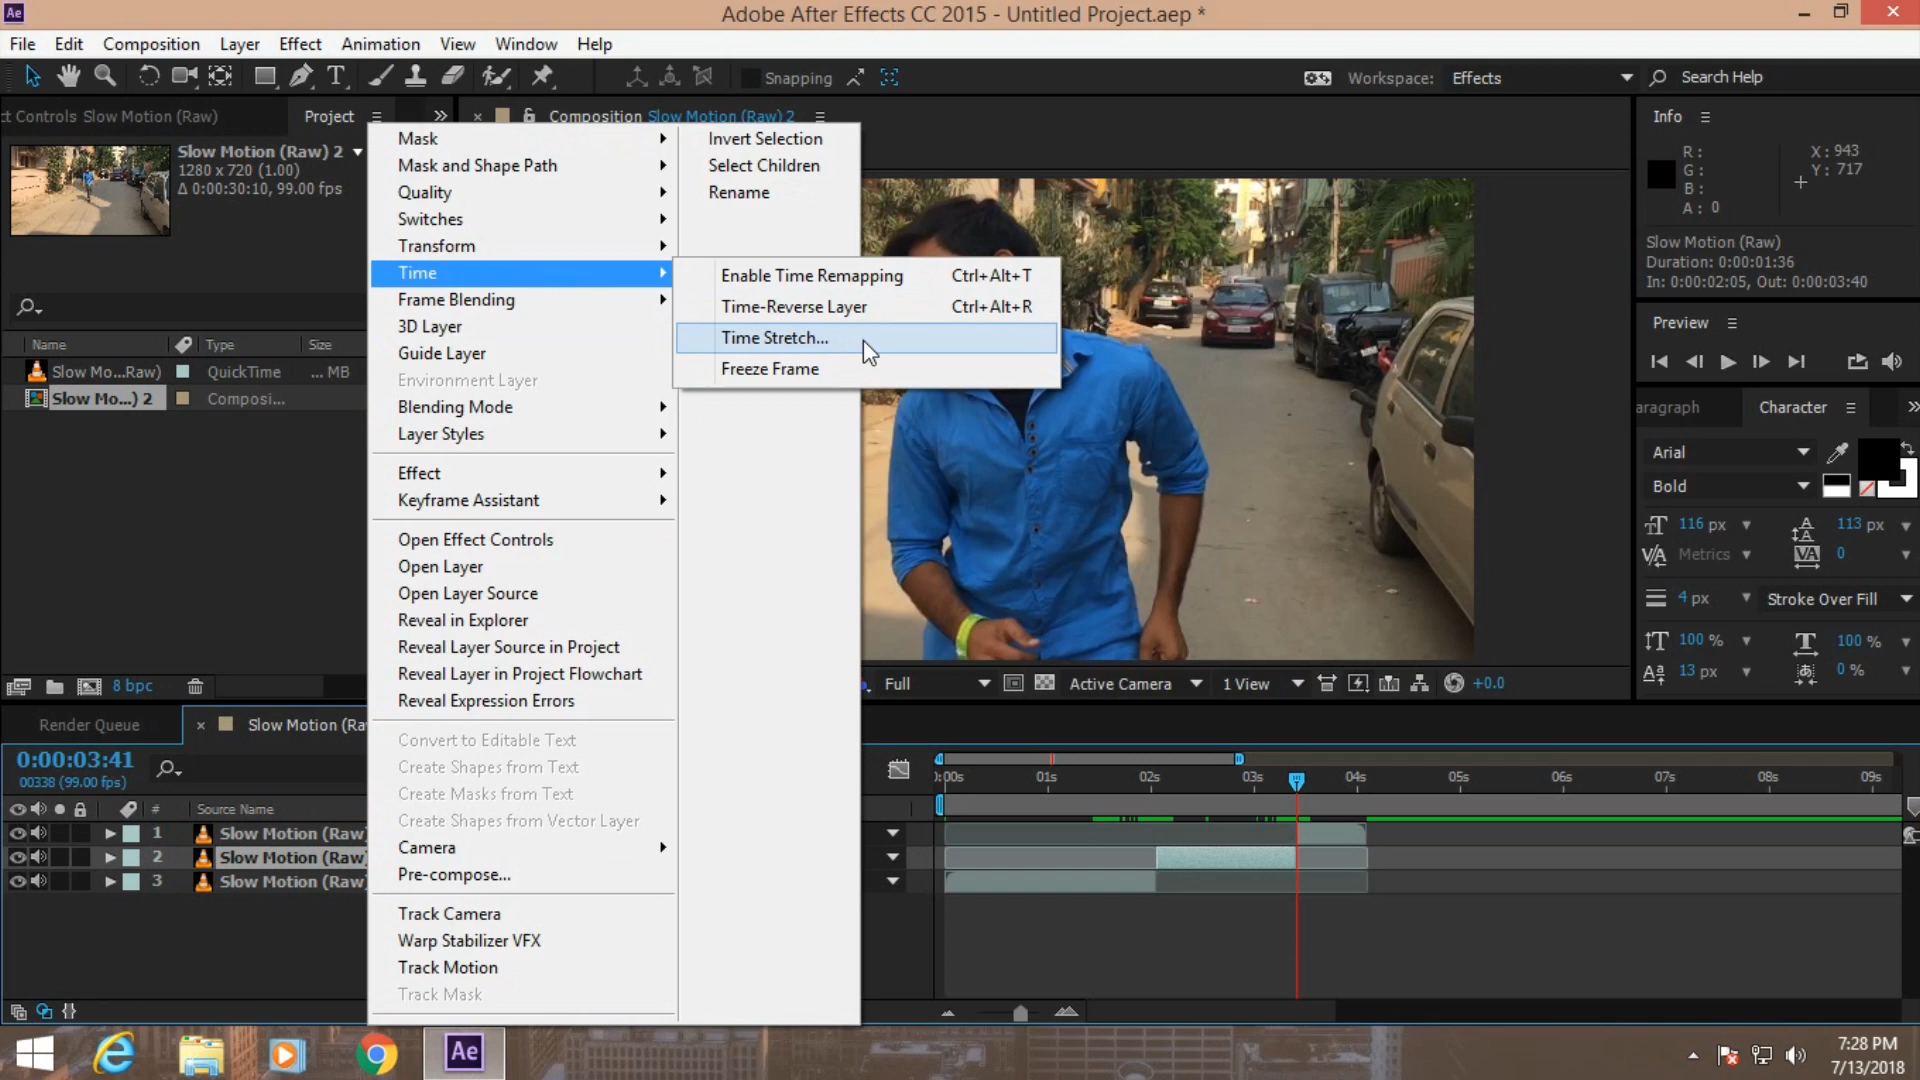 Ae
Adobe After Effects CC 2015 - Untitled Project.aep *
File Edit Composition Layer Effect Animation View Window Help
Snapping
Workspace: Effects
Search Help
ct Controls Slow Motion (Raw)
Project
Composition Slow Motion (Raw) 2
Slow Motion (Raw) 2
1280 x 720 (1.00)
Δ 0:00:30:10, 99.00 fps
Name Type Size
Slow Mo...Raw) QuickTime ... MB
Slow Mo...) 2 Composi...
8 bpc
Mask
Mask and Shape Path
Quality
Switches
Transform
Time
Frame Blending
3D Layer
Guide Layer
Environment Layer
Blending Mode
Layer Styles
Effect
Keyframe Assistant
Open Effect Controls
Open Layer
Open Layer Source
Reveal in Explorer
Reveal Layer Source in Project
Reveal Layer in Project Flowchart
Reveal Expression Errors
Convert to Editable Text
Create Shapes from Text
Create Masks from Text
Create Shapes from Vector Layer
Camera
Pre-compose...
Track Camera
Warp Stabilizer VFX
Track Motion
Track Mask
Invert Selection
Select Children
Rename
Enable Time Remapping Ctrl+Alt+T
Time-Reverse Layer Ctrl+Alt+R
Time Stretch...
Freeze Frame
Full
Active Camera
1 View
+0.0
Info
R:
G:
B:
A: 0
X: 943
Y: 717
Slow Motion (Raw)
Duration: 0:00:01:36
In: 0:00:02:05, Out: 0:00:03:40
Preview
aragraph
Character
Arial
Bold
116 px
113 px
Metrics
0
4 px
Stroke Over Fill
100 %
100 %
13 px
0 %
Render Queue
Slow Motion (Ra
0:00:03:41
00338 (99.00 fps)
# Source Name
1 Slow Motion (Raw)
2 Slow Motion (Raw)
3 Slow Motion (Raw)
):00s 01s 02s 03s 04s 05s 06s 07s 08s 09s
Ae
7:28 PM
7/13/2018